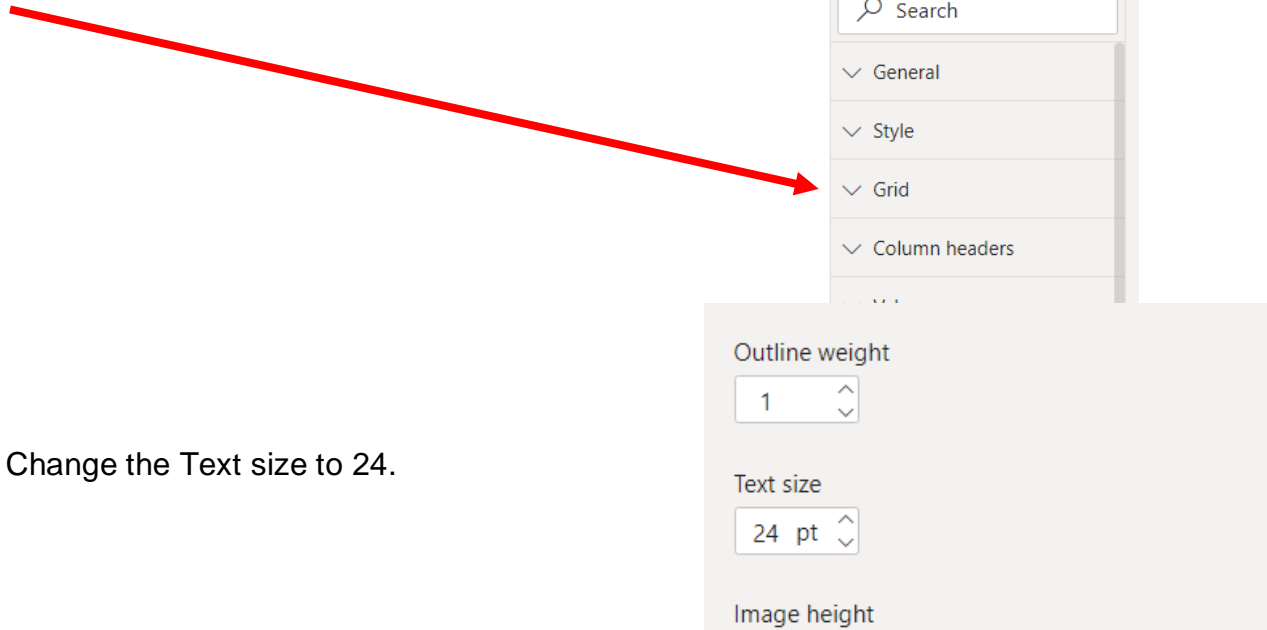 Search
General
Style
Grid
Column headers
Outline weight
1
Change the Text size to 24.
Text size
24 pt
Image height